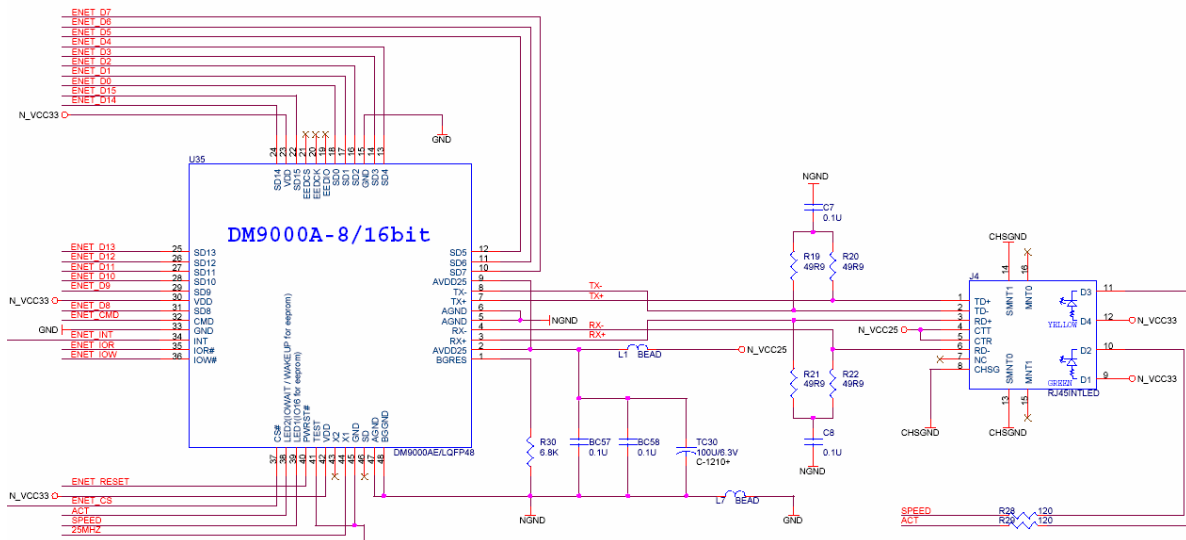 ENET_D7
ENET_D6
ENET_D5
ENET_D4
ENET_D3
ENET_D2
ENET_D1
ENET_D0
ENET_D15
ENET_D14
N_VCC33
GND
U35
24 23 22 21 20 19 18 17 16 15 14 13
SD14 VDD SD15 EEDCS EEDCK EEDIO SD0 SD1 SD2 GND SD3 SD4
DM9000A-8/16bit
ENET_D13 25 SD13
ENET_D12 26 SD12
ENET_D11 27 SD11
ENET_D10 28 SD10
ENET_D9 29 SD9
N_VCC33 30 VDD
ENET_D8 31 SD8
ENET_CMD 32 CMD
GND 33 GND
ENET_INT 34 INT
ENET_IOR 35 IOR#
ENET_IOW 36 IOW#
SD5 12
SD6 11
SD7 10
AVDD25 9
TX- 8 TX-
TX+ 7 TX+
AGND 6
AGND 5 NGND
RX- 4 RX-
RX+ 3 RX+
AVDD25 2
BGRES 1
CS# LED2(IOWAIT / WAKEUP for eeprom) LED1(IO16 for eeprom) PWRST# TEST VDD X2 X1 GND SD AGND BGGND
37 38 39 40 41 42 43 44 45 46 47 48
DM9000AE/LQFP48
ENET_RESET
N_VCC33
ENET_CS
ACT
SPEED
25MHZ
L1 BEAD
N_VCC25
R30
6.8K
BC57
0.1U
BC58
0.1U
TC30
100U/6.3V
C-1210+
NGND
L7 BEAD
GND
NGND
C7
0.1U
R19
49R9
R20
49R9
R21
49R9
R22
49R9
C8
0.1U
NGND
N_VCC25
CHSGND
J4
14 16
SMNT1 MNT0
1 TD+
2 TD-
3 RD+
4 CTT
5 CTR
6 RD-
7 NC
8 CHSG
SMNT0 MNT1
13 15
D3 11
YELLOW
D4 12 N_VCC33
D2 10
GREEN
D1 9 N_VCC33
RJ45INTLED
CHSGND
CHSGND
SPEED R28 120
ACT R29 120